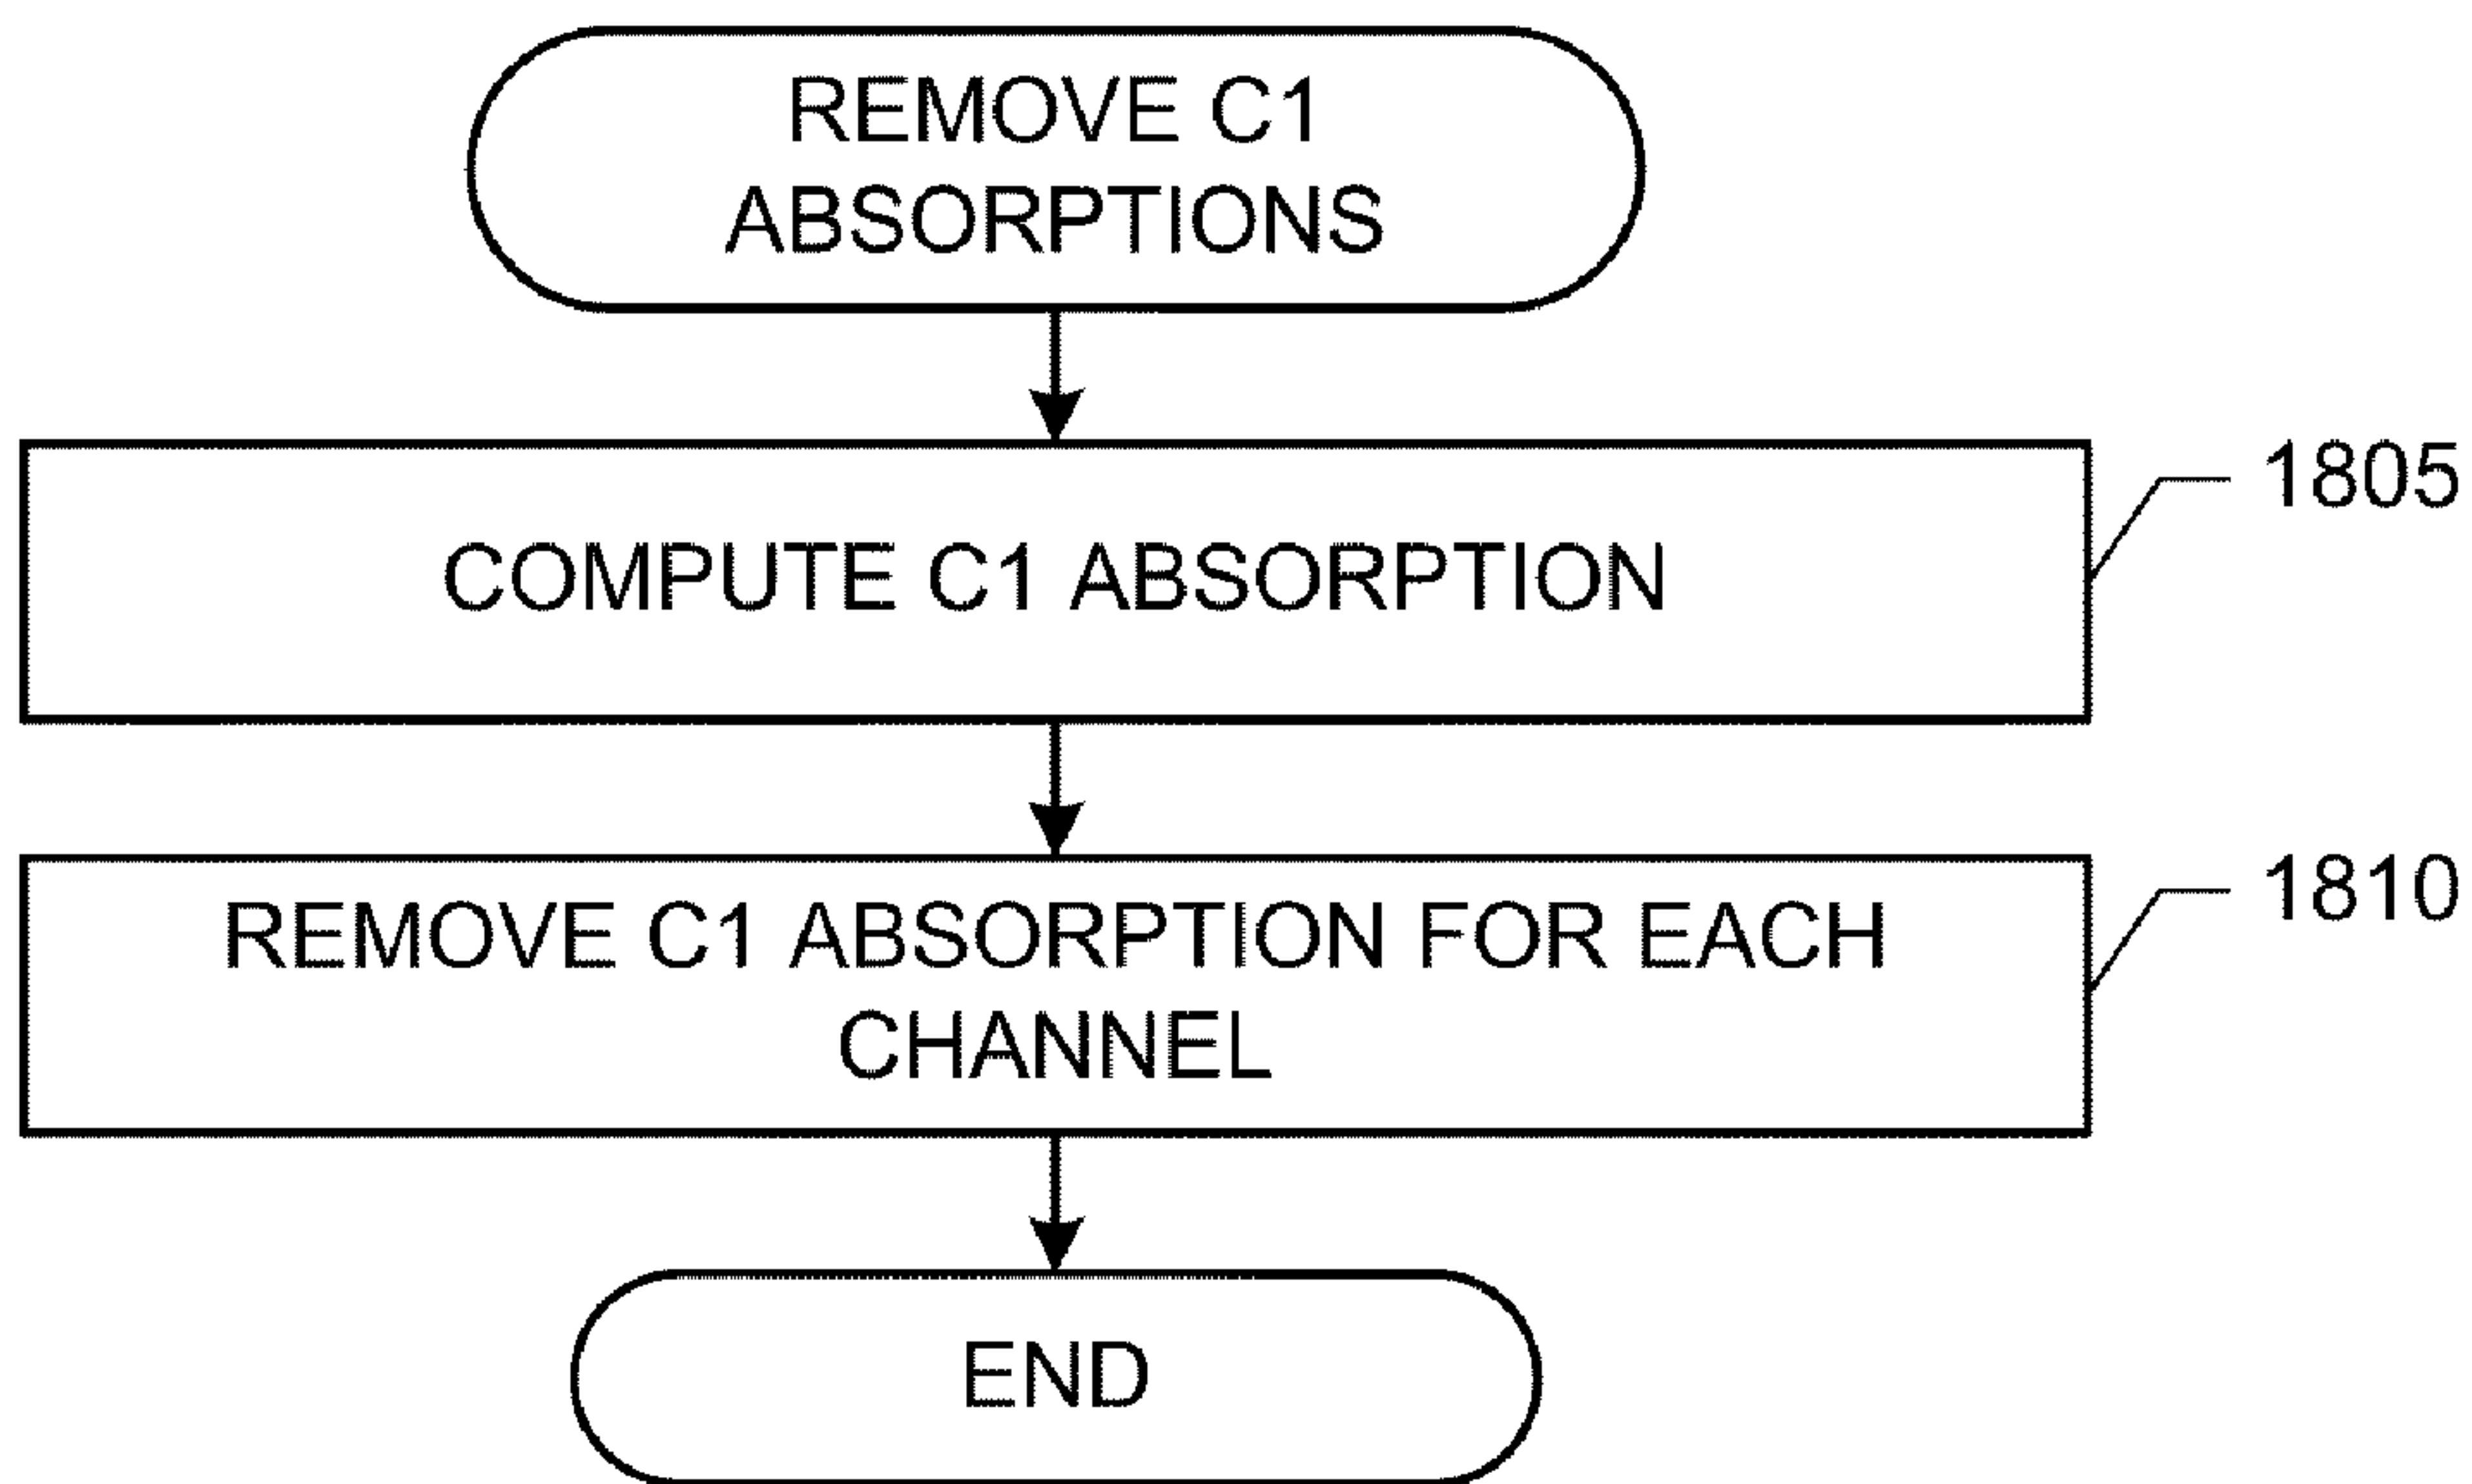 REMOVE C1
ABSORPTIONS
1805
COMPUTE C1 ABSORPTION
1810
REMOVE C1 ABSORPTION FOR EACH
CHANNEL
END